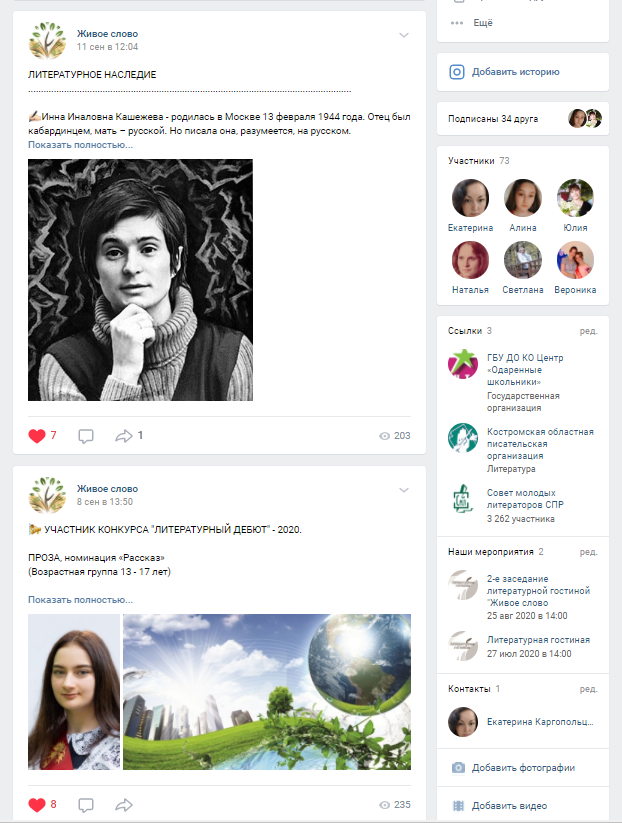 Живое слово
11 сен в 12:04
ЛИТЕРАТУРНОЕ НАСЛЕДИЕ
✍Инна Иналовна Кашежева - родилась в Москве 13 февраля 1944 года. Отец был
кабардинцем, мать – русской. Но писала она, разумеется, на русском.
Показать полностью...
7
1
203
Живое слово
8 сен в 13:50
УЧАСТНИК КОНКУРСА "ЛИТЕРАТУРНЫЙ ДЕБЮТ" - 2020.
ПРОЗА, номинация «Рассказ»
(Возрастная группа 13 - 17 лет)
Показать полностью...
8
235
Ещё
Добавить историю
Подписаны 34 друга
Участники 73
Екатерина Алина Юлия
Наталья Светлана Вероника
Ссылки 3 ред.
ГБУ ДО КО Центр
«Одаренные
школьники»
Государственная
организация
Костромская областная
писательская
организация
Литература
Совет молодых
литераторов СПР
3 262 участника
Наши мероприятия 2 ред.
2-е заседание
литературной гостиной
"Живое слово
25 авг 2020 в 14:00
Литературная гостиная
27 июл 2020 в 14:00
Контакты 1 ред.
Екатерина Каргопольц...
Добавить фотографии
Добавить видео